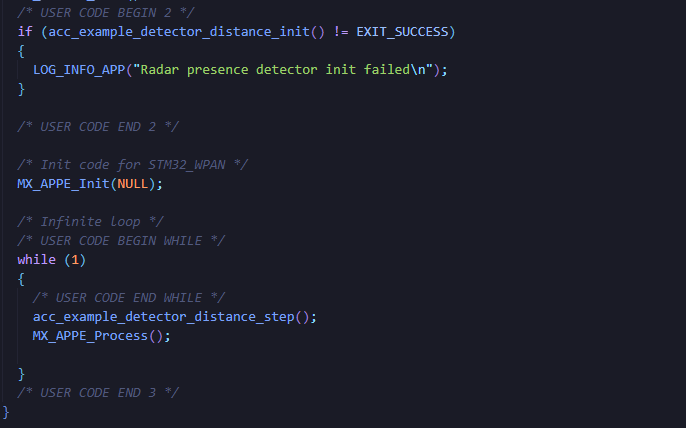 /* USER CODE BEGIN 2 */
if (acc_example_detector_distance_init() != EXIT_SUCCESS)
{
LOG_INFO_APP("Radar presence detector init failed\n");
}
/* USER CODE END 2 */
/* Init code for STM32_WPAN */
MX_APPE_Init(NULL);
/* Infinite loop */
/* USER CODE BEGIN WHILE */
while (1)
{
/* USER CODE END WHILE */
acc_example_detector_distance_step();
MX_APPE_Process();
}
/* USER CODE END 3 */
}